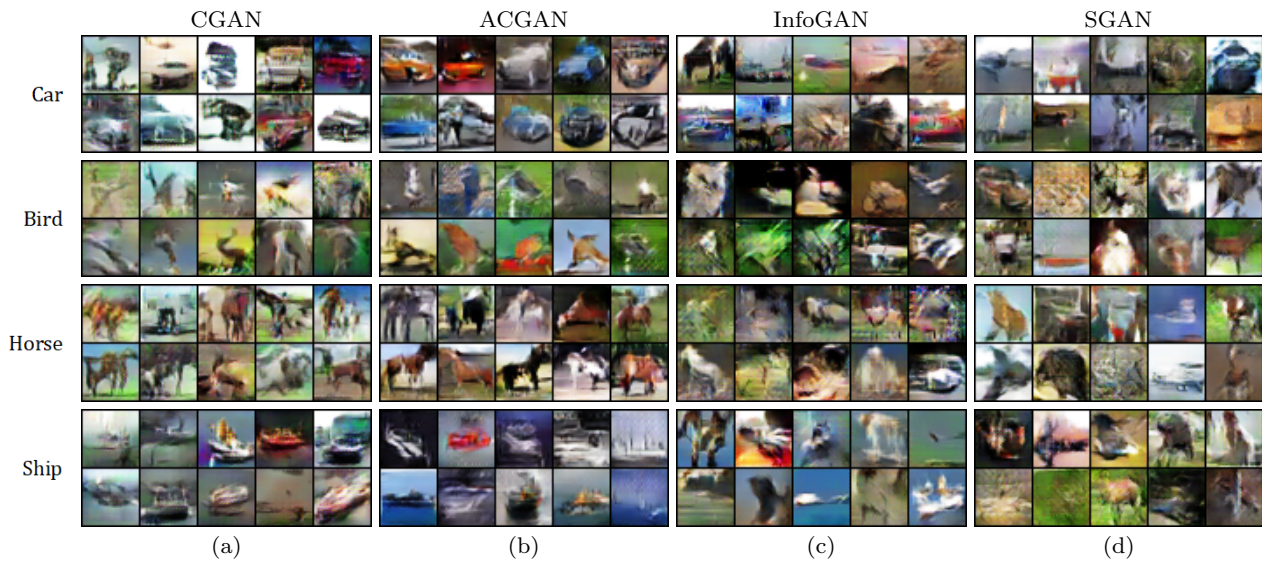 CGAN ACGAN InfoGAN SGAN
Car
Bird
Horse
Ship
(a) (b) (c) (d)